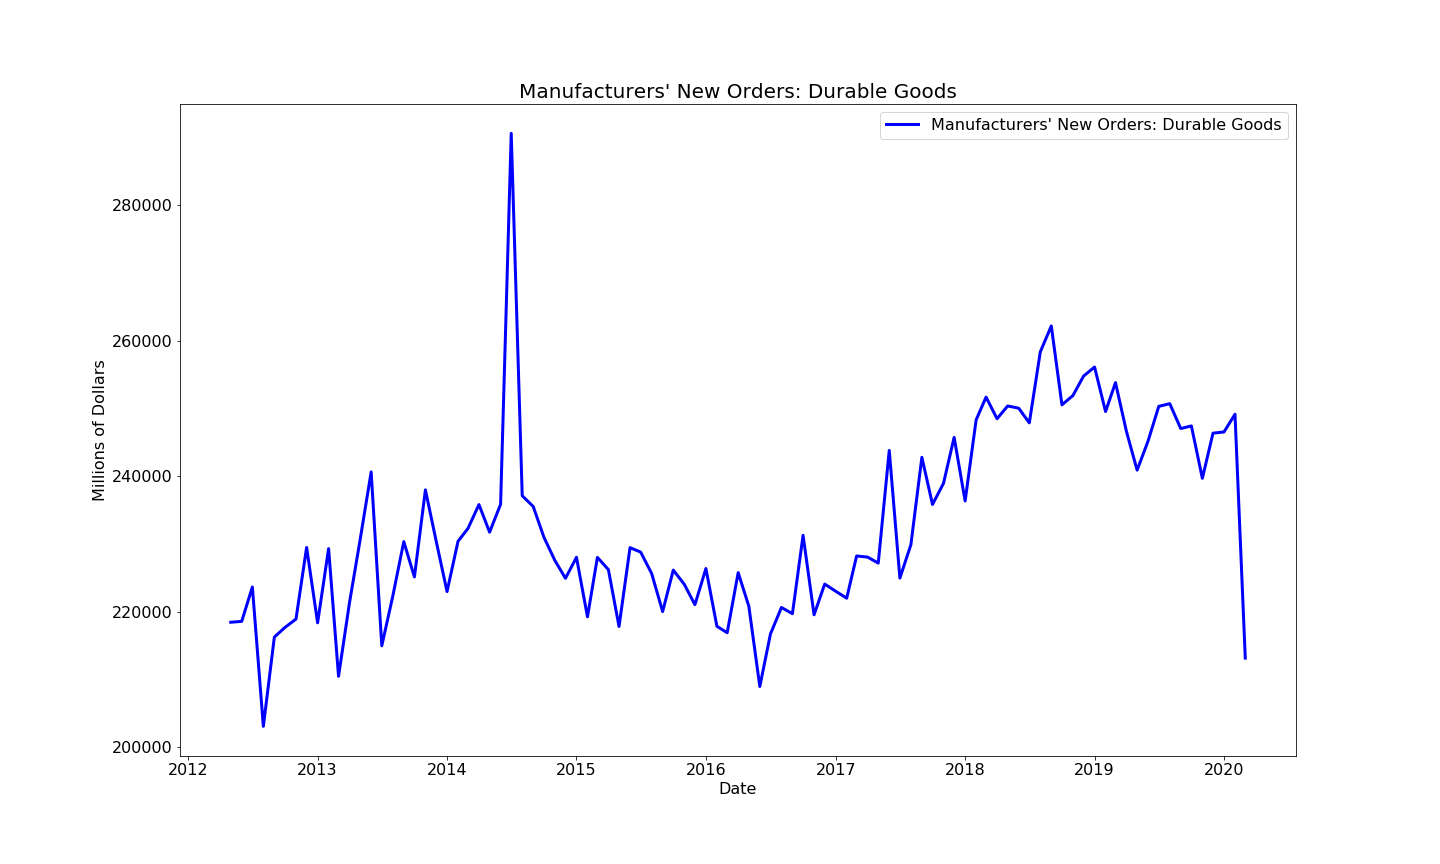 Manufacturers' New Orders: Durable Goods
Manufacturers' New Orders: Durable Goods
280000
260000
240000
220000
200000
Millions of Dollars
2012 2013 2014 2015 2016 2017 2018 2019 2020
Date